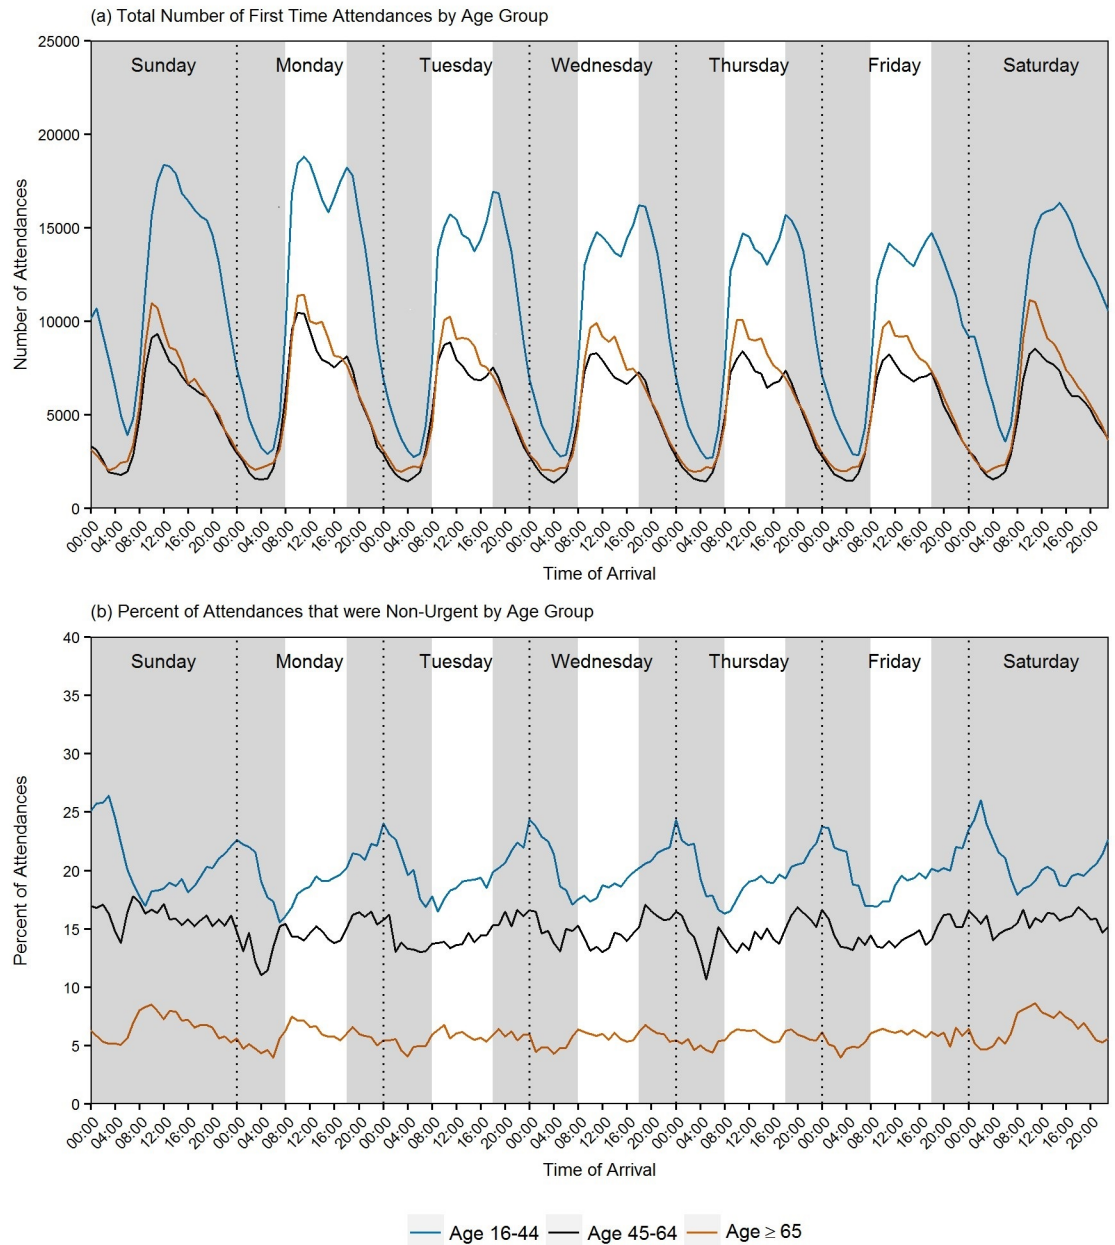 (a) Total Number of First Time Attendances by Age Group
25000
20000
15000
10000
5000
0
Number of Attendances
Sunday Monday Tuesday Wednesday Thursday Friday Saturday
00:00 04:00 08:00 12:00 16:00 20:00 00:00 04:00 08:00 12:00 16:00 20:00 00:00 04:00 08:00 12:00 16:00 20:00 00:00 04:00 08:00 12:00 16:00 20:00 00:00 04:00 08:00 12:00 16:00 20:00 00:00 04:00 08:00 12:00 16:00 20:00 00:00 04:00 08:00 12:00 16:00 20:00
Time of Arrival
(b) Percent of Attendances that were Non-Urgent by Age Group
40
35
30
25
20
15
10
5
0
Percent of Attendances
Sunday Monday Tuesday Wednesday Thursday Friday Saturday
00:00 04:00 08:00 12:00 16:00 20:00 00:00 04:00 08:00 12:00 16:00 20:00 00:00 04:00 08:00 12:00 16:00 20:00 00:00 04:00 08:00 12:00 16:00 20:00 00:00 04:00 08:00 12:00 16:00 20:00 00:00 04:00 08:00 12:00 16:00 20:00 00:00 04:00 08:00 12:00 16:00 20:00
Time of Arrival
Age 16-44 Age 45-64 Age ≥ 65